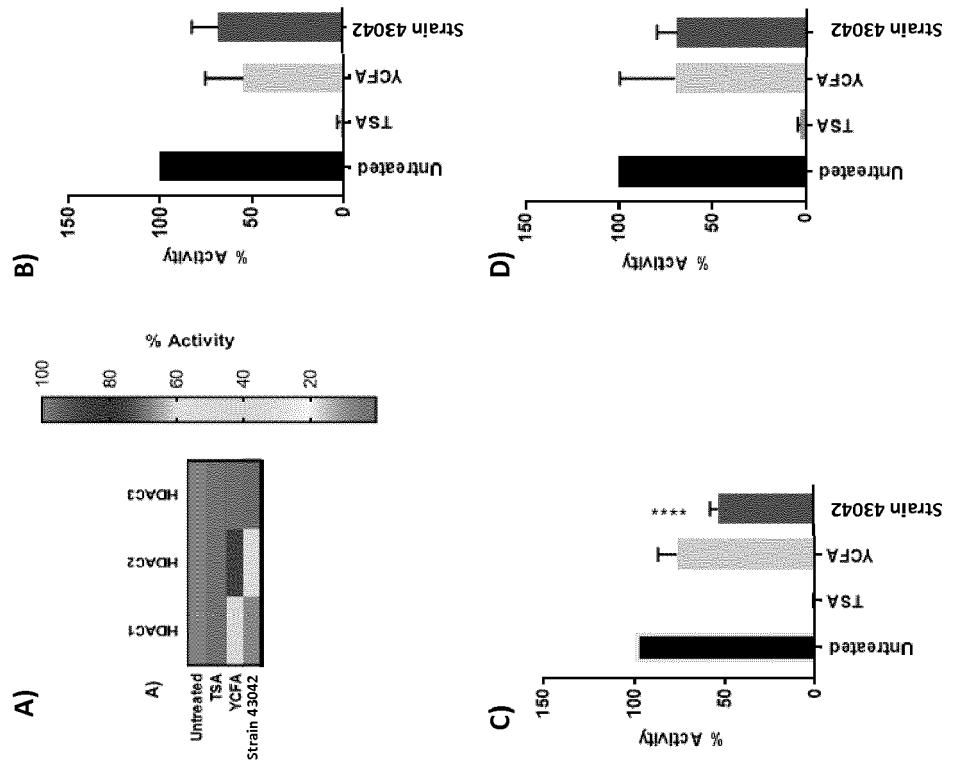 A)
A)
HDAC1
HDAC2
HDAC3
Untreated
TSA
YCFA
Strain 43042
100
80
60
40
20
% Activity
B)
% Activity
150
100
50
0
Untreated
TSA
YCFA
Strain 43042
C)
% Activity
150
100
50
0
****
Untreated
TSA
YCFA
Strain 43042
D)
% Activity
150
100
50
0
Untreated
TSA
YCFA
Strain 43042